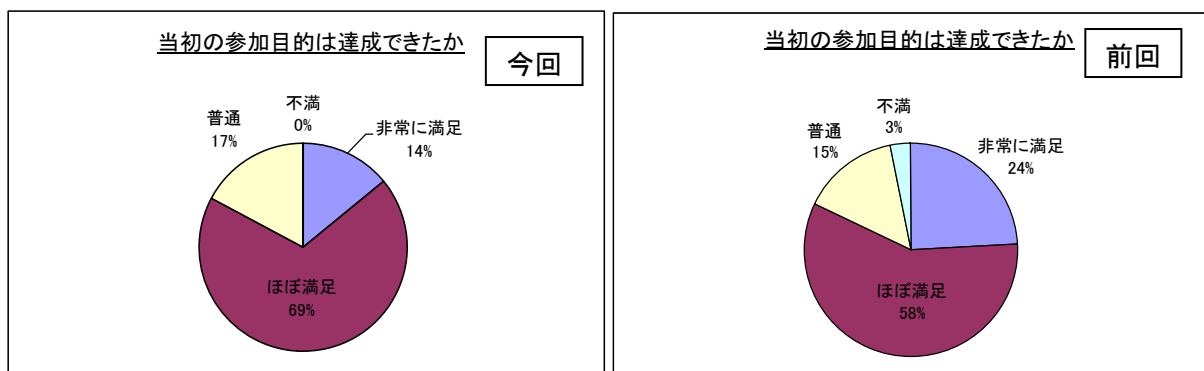 当初の参加目的は達成できたか
今回
不満
0%
普通
17%
非常に満足
14%
ほぼ満足
69%
当初の参加目的は達成できたか
前回
不満
3%
普通
15%
非常に満足
24%
ほぼ満足
58%